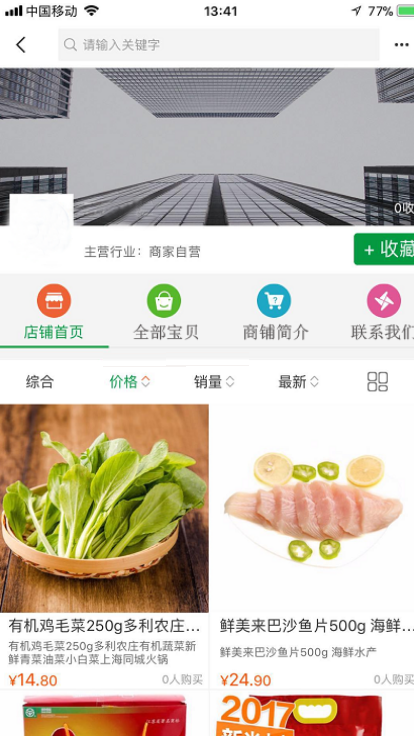 中国移动
13:41
77%
请输入关键字
0收
主营行业：商家自营
+ 收藏
店铺首页
全部宝贝
商铺简介
联系我们
综合
价格
销量
最新
有机鸡毛菜250g多利农庄...
有机鸡毛菜250g多利农庄有机蔬菜新
鲜青菜油菜小白菜上海同城火锅
¥14.80
0人购买
鲜美来巴沙鱼片500g 海鲜...
鲜美来巴沙鱼片500g 海鲜水产
¥24.90
0人购买
2017